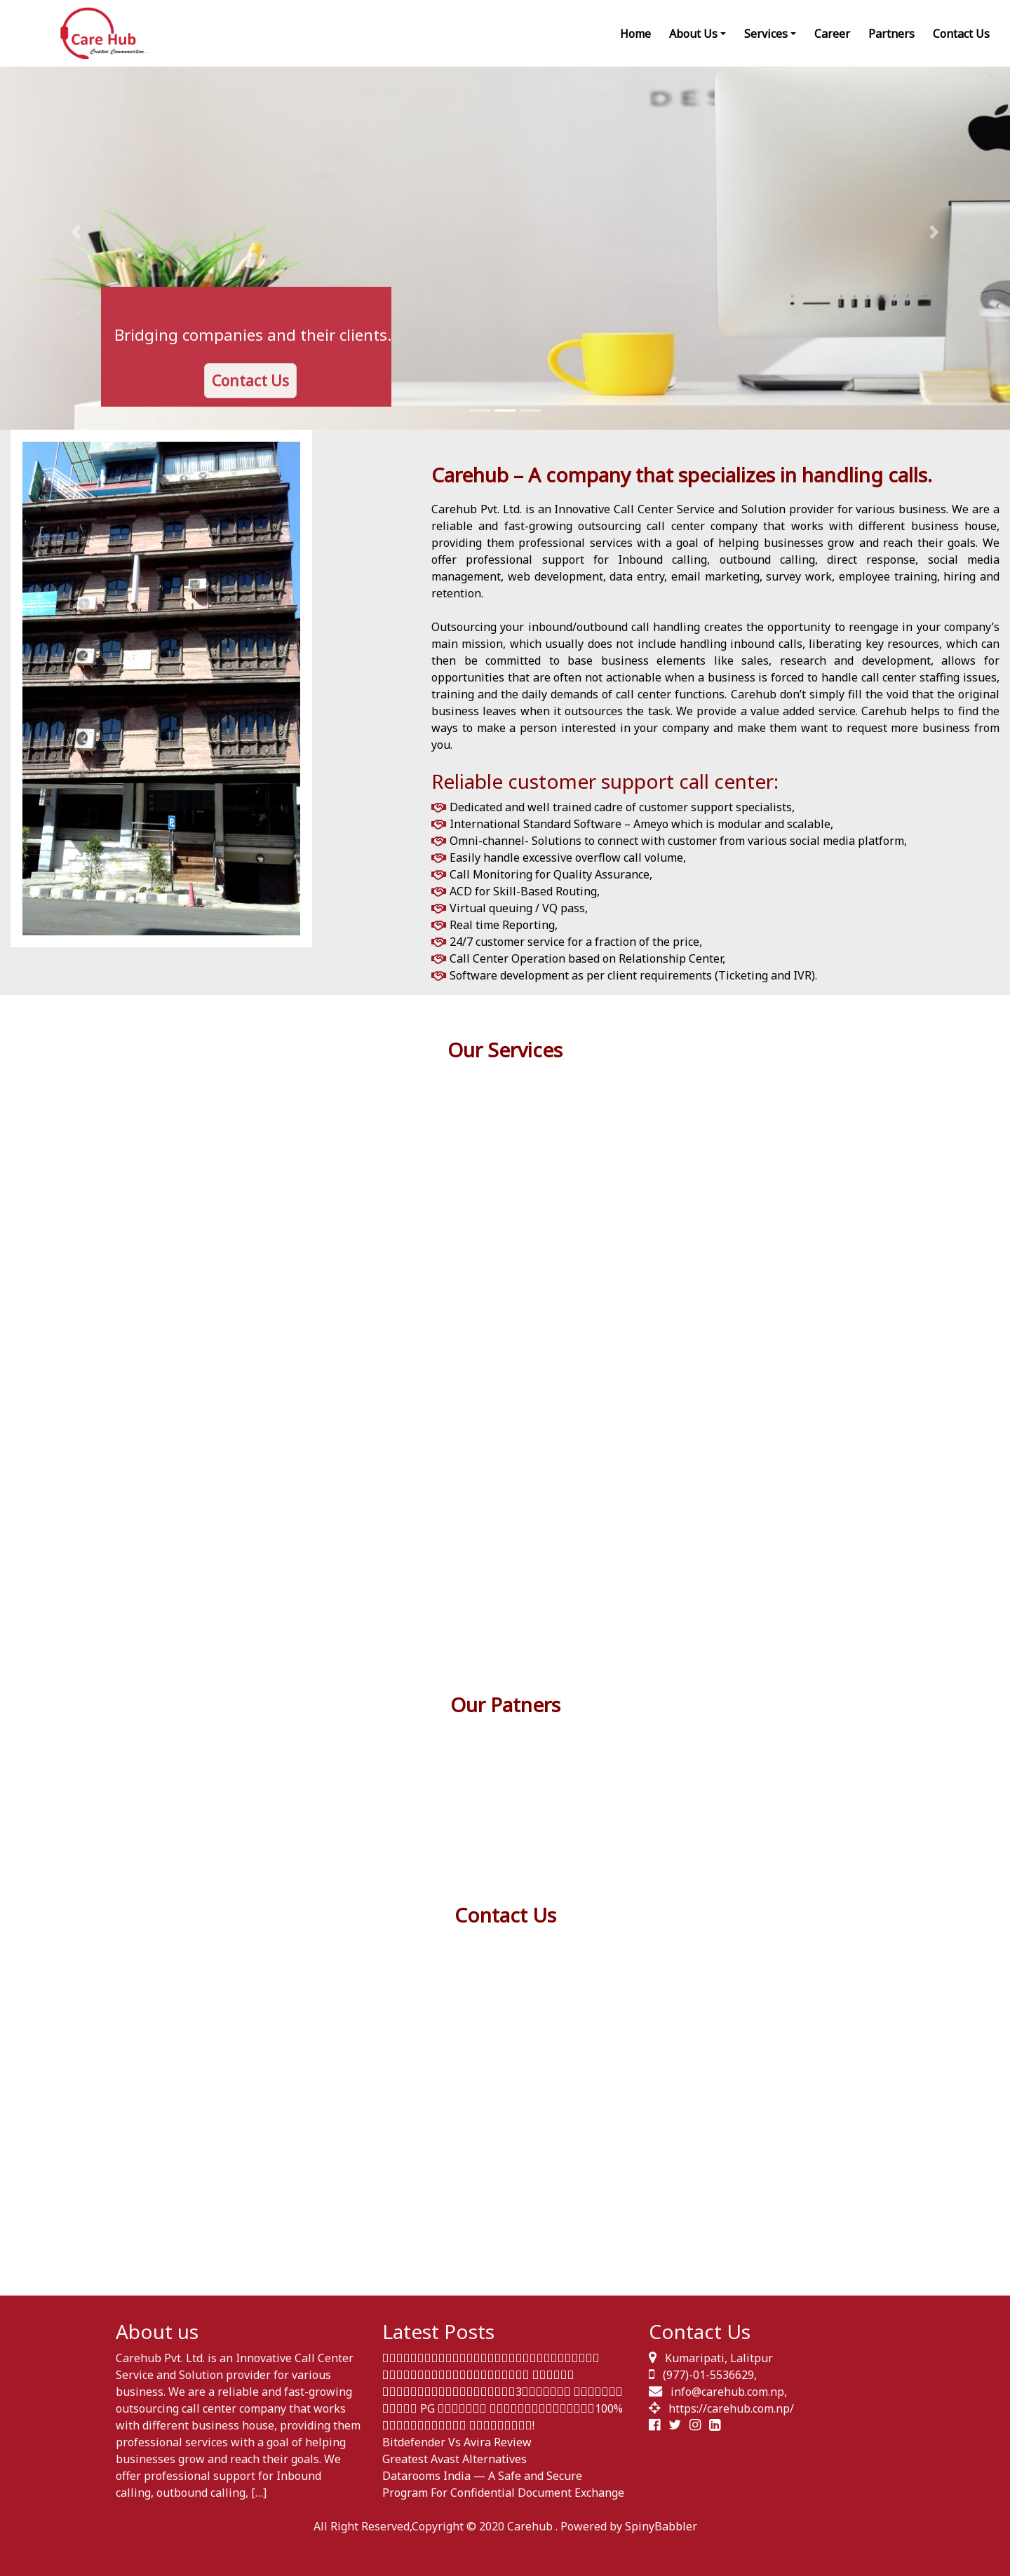 Care Hub
Creative Communication...
Home About Us Services Career Partners Contact Us
DES
Bridging companies and their clients.
Contact Us
Carehub – A company that specializes in handling calls.
Carehub Pvt. Ltd. is an Innovative Call Center Service and Solution provider for various business. We are a
reliable and fast-growing outsourcing call center company that works with different business house,
providing them professional services with a goal of helping businesses grow and reach their goals. We
offer professional support for Inbound calling, outbound calling, direct response, social media
management, web development, data entry, email marketing, survey work, employee training, hiring and
retention.
Outsourcing your inbound/outbound call handling creates the opportunity to reengage in your company’s
main mission, which usually does not include handling inbound calls, liberating key resources, which can
then be committed to base business elements like sales, research and development, allows for
opportunities that are often not actionable when a business is forced to handle call center staffing issues,
training and the daily demands of call center functions. Carehub don’t simply fill the void that the original
business leaves when it outsources the task. We provide a value added service. Carehub helps to find the
ways to make a person interested in your company and make them want to request more business from
you.
Reliable customer support call center:
Dedicated and well trained cadre of customer support specialists,
International Standard Software – Ameyo which is modular and scalable,
Omni-channel- Solutions to connect with customer from various social media platform,
Easily handle excessive overflow call volume,
Call Monitoring for Quality Assurance,
ACD for Skill-Based Routing,
Virtual queuing / VQ pass,
Real time Reporting,
24/7 customer service for a fraction of the price,
Call Center Operation based on Relationship Center,
Software development as per client requirements (Ticketing and IVR).
Our Services
Our Patners
Contact Us
About us
Carehub Pvt. Ltd. is an Innovative Call Center
Service and Solution provider for various
business. We are a reliable and fast-growing
outsourcing call center company that works
with different business house, providing them
professional services with a goal of helping
businesses grow and reach their goals. We
offer professional support for Inbound
calling, outbound calling, […]
Latest Posts
3
PG 100%
!
Bitdefender Vs Avira Review
Greatest Avast Alternatives
Datarooms India — A Safe and Secure
Program For Confidential Document Exchange
Contact Us
Kumaripati, Lalitpur
(977)-01-5536629,
info@carehub.com.np,
https://carehub.com.np/
All Right Reserved,Copyright © 2020 Carehub . Powered by SpinyBabbler